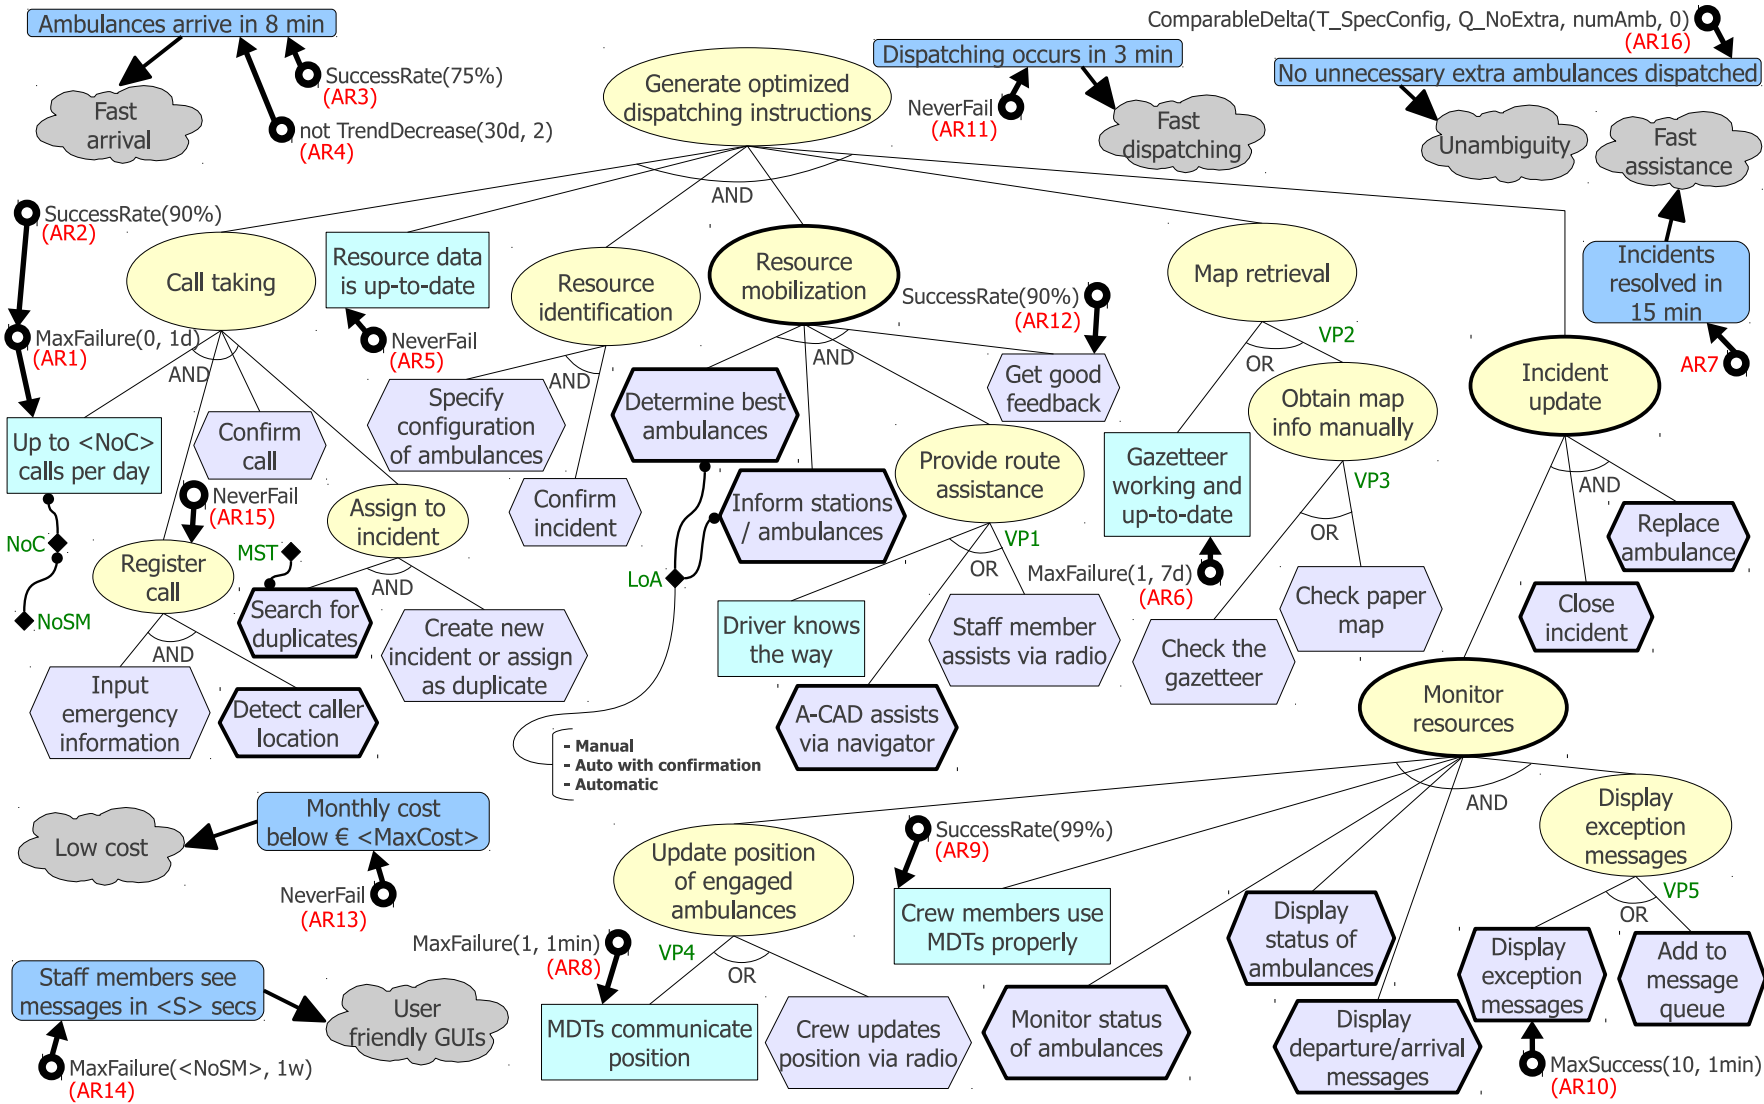 Ambulances arrive in 8 min
SuccessRate(75%)
(AR3)
not TrendDecrease(30d, 2)
(AR4)
Fast
arrival
Generate optimized
dispatching instructions
AND
Dispatching occurs in 3 min
NeverFail
(AR11)
Fast
dispatching
ComparableDelta(T_SpecConfig, Q_NoExtra, numAmb, 0)
(AR16)
No unnecessary extra ambulances dispatched
Unambiguity
Fast
assistance
Incidents
resolved in
15 min
AR7
SuccessRate(90%)
(AR2)
MaxFailure(0, 1d)
(AR1)
Call taking
AND
Resource data
is up-to-date
NeverFail
(AR5)
Resource
identification
AND
Resource
mobilization
AND
SuccessRate(90%)
(AR12)
Get good
feedback
Map retrieval
VP2
OR
Incident
update
AND
Up to <NoC>
calls per day
NoC
NoSM
Confirm
call
NeverFail
(AR15)
Register
call
AND
MST
Assign to
incident
AND
Search for
duplicates
Create new
incident or assign
as duplicate
Input
emergency
information
Detect caller
location
Specify
configuration
of ambulances
Confirm
incident
Determine best
ambulances
Inform stations
/ ambulances
LoA
- Manual
- Auto with confirmation
- Automatic
Provide route
assistance
VP1
OR
Driver knows
the way
A-CAD assists
via navigator
Staff member
assists via radio
Gazetteer
working and
up-to-date
MaxFailure(1, 7d)
(AR6)
Obtain map
info manually
VP3
OR
Check the
gazetteer
Check paper
map
Replace
ambulance
Close
incident
Monitor
resources
AND
Monthly cost
below € <MaxCost>
Low cost
NeverFail
(AR13)
Staff members see
messages in <S> secs
User
friendly GUIs
MaxFailure(<NoSM>, 1w)
(AR14)
Update position
of engaged
ambulances
VP4
OR
MaxFailure(1, 1min)
(AR8)
MDTs communicate
position
Crew updates
position via radio
SuccessRate(99%)
(AR9)
Crew members use
MDTs properly
Monitor status
of ambulances
Display
status of
ambulances
Display
departure/arrival
messages
Display
exception
messages
VP5
OR
Display
exception
messages
Add to
message
queue
MaxSuccess(10, 1min)
(AR10)